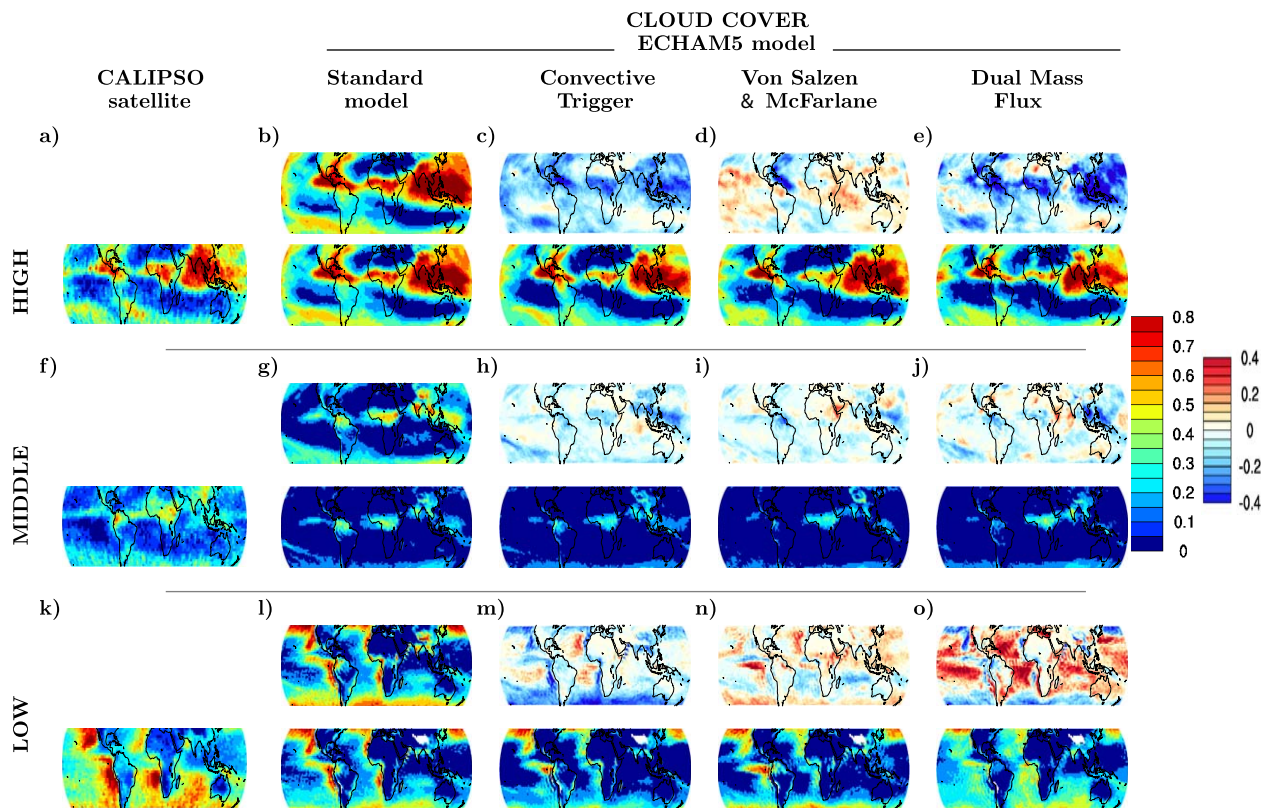 CLOUD COVER
ECHAM5 model
CALIPSO
satellite
Standard
model
Convective
Trigger
Von Salzen
& McFarlane
Dual Mass
Flux
a)
b)
c)
d)
e)
HIGH
f)
g)
h)
i)
j)
MIDDLE
k)
l)
m)
n)
o)
LOW
0.8
0.7
0.6
0.5
0.4
0.3
0.2
0.1
0
0.4
0.2
0
-0.2
-0.4